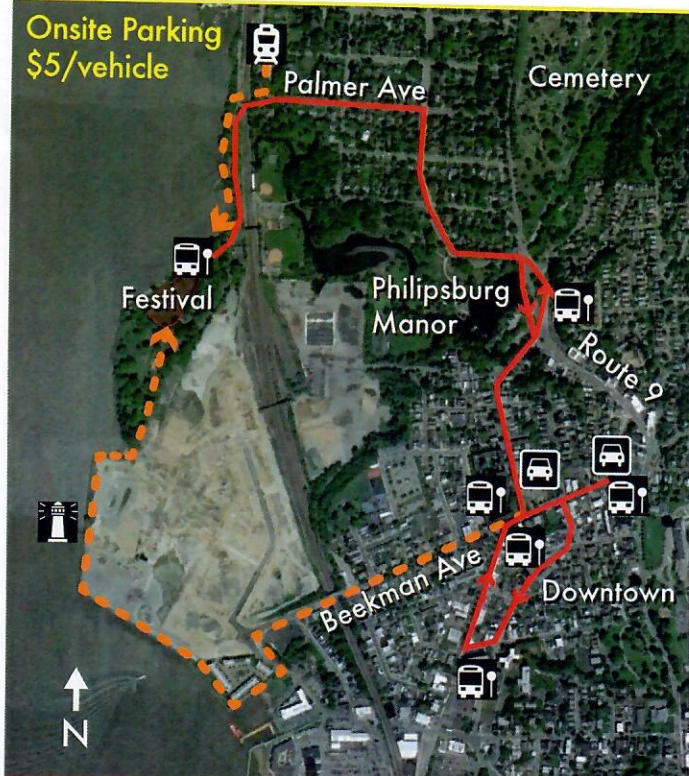 Onsite Parking
$5/vehicle
Palmer Ave
Cemetery
Festival
Philipsburg
Manor
Route 9
Beekman Ave
Downtown
N